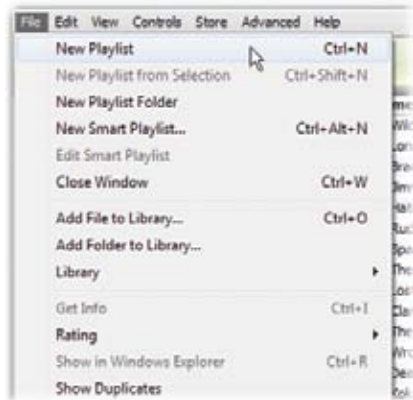 File Edit View Controls Store Advanced Help
New Playlist Ctrl+N
New Playlist from Selection Ctrl+Shift+N
New Playlist Folder
New Smart Playlist... Ctrl+Alt+N
Edit Smart Playlist
Close Window Ctrl+W
Add File to Library... Ctrl+O
Add Folder to Library...
Library
Get Info Ctrl+I
Rating
Show in Windows Explorer Ctrl+R
Show Duplicates